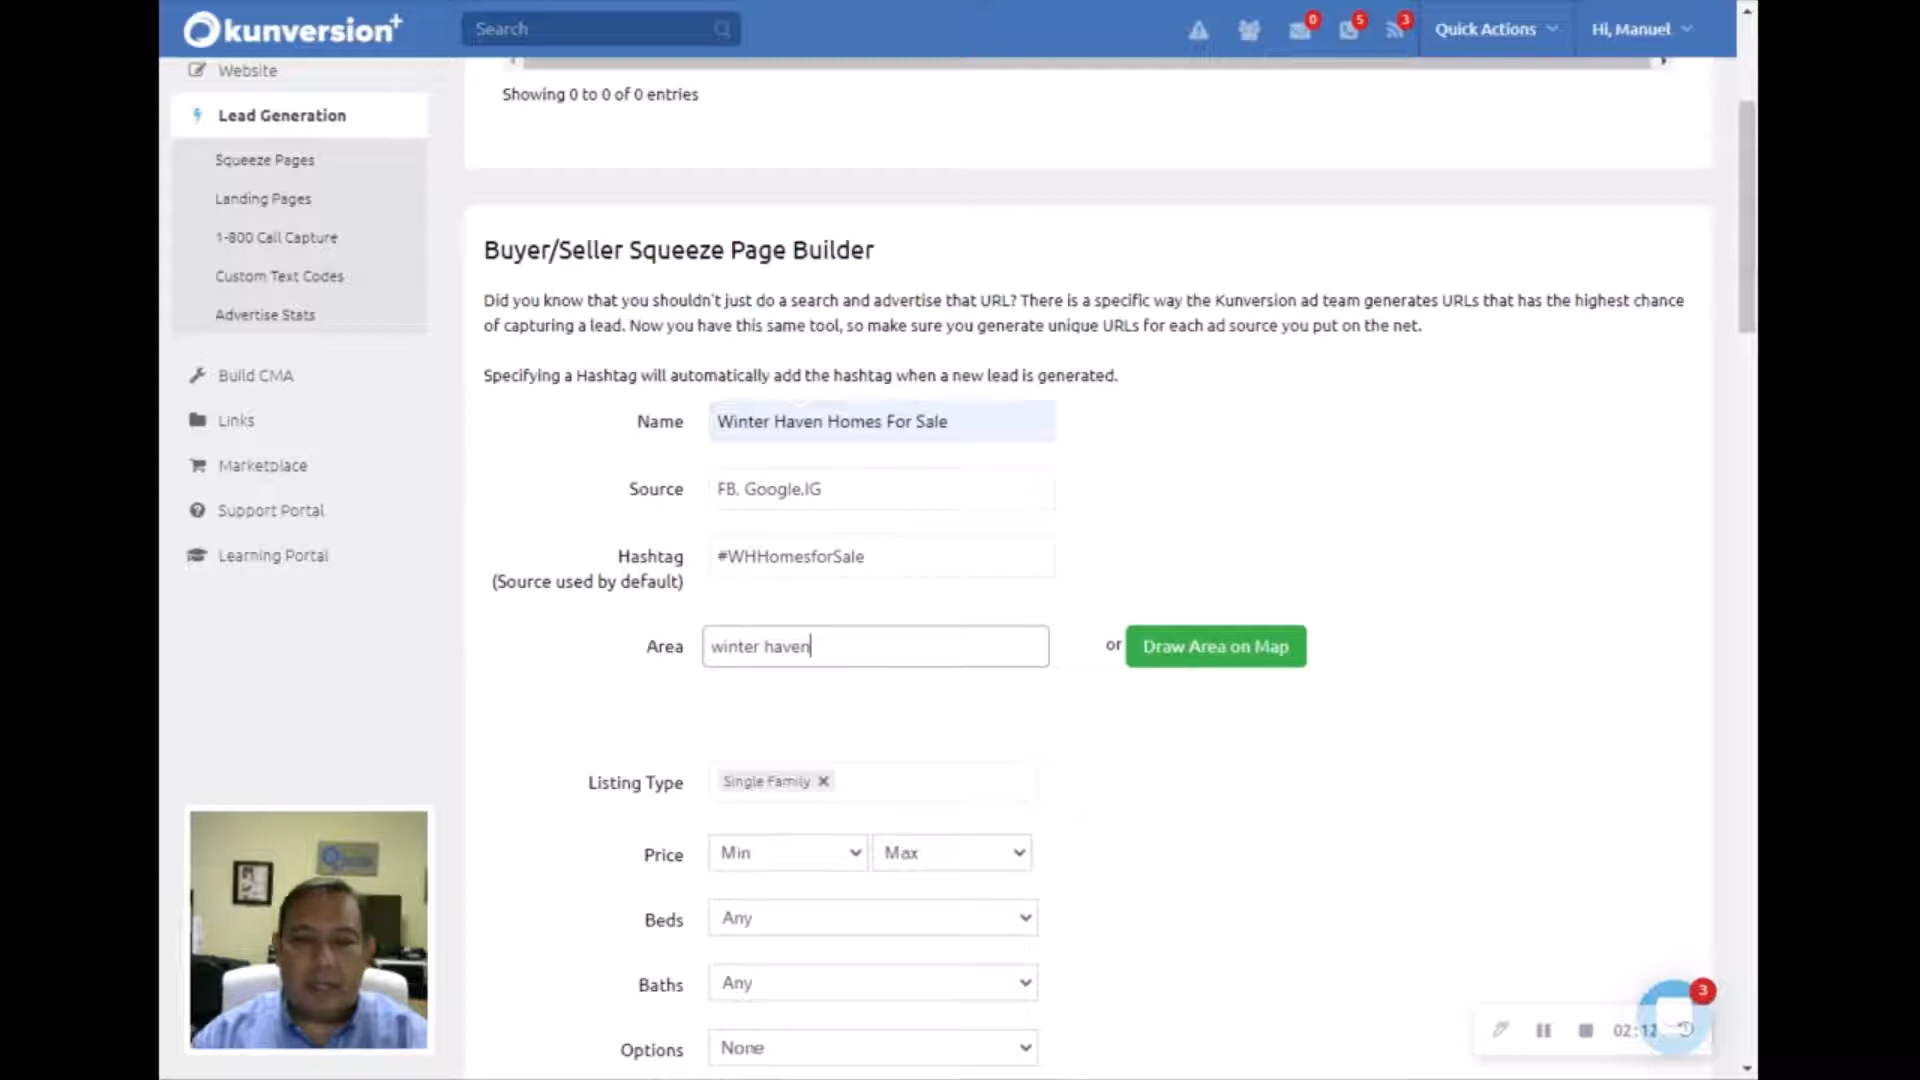 kunversion+
Search
0
5
3
Quick Actions
Hi, Manuel
Website
Lead Generation
Squeeze Pages
Landing Pages
1-800 Call Capture
Custom Text Codes
Advertise Stats
Build CMA
Links
Marketplace
Support Portal
Learning Portal
Showing 0 to 0 of 0 entries
Buyer/Seller Squeeze Page Builder
Did you know that you shouldn't just do a search and advertise that URL? There is a specific way the Kunversion ad team generates URLs that has the highest chance
of capturing a lead. Now you have this same tool, so make sure you generate unique URLs for each ad source you put on the net.
Specifying a Hashtag will automatically add the hashtag when a new lead is generated.
Name Winter Haven Homes For Sale
Source FB. Google.IG
Hashtag #WHHomesforSale
(Source used by default)
Area winter haven or Draw Area on Map
Listing Type Single Family ×
Price Min Max
Beds Any
Baths Any
Options None
3